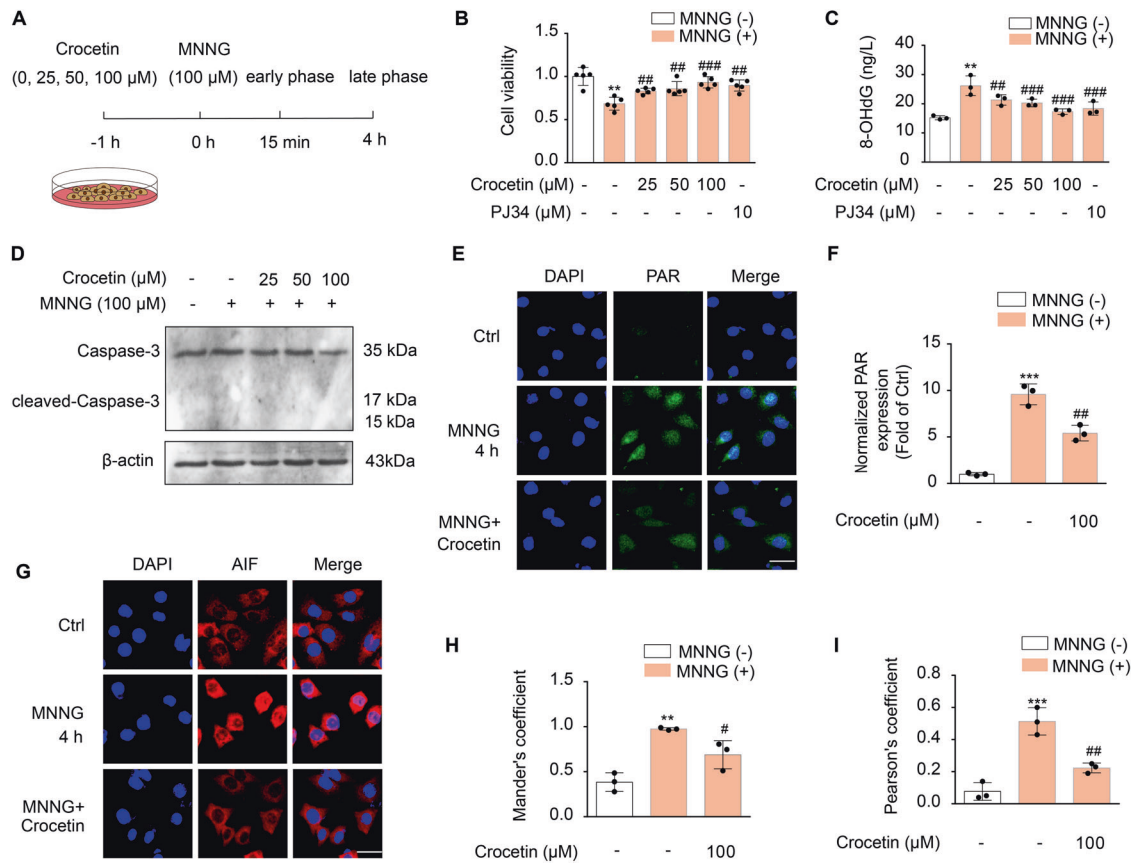 A
Crocetin
MNNG
(0, 25, 50, 100 μM)
(100 μM)
early phase
late phase
-1 h
0 h
15 min
4 h
B
MNNG (-)
MNNG (+)
Cell viability
1.5
1.0
0.5
0.0
**
##
##
###
##
Crocetin (μM) - - 25 50 100 -
PJ34 (μM) - - - - - 10
C
MNNG (-)
MNNG (+)
8-OHdG (ng/L)
40
30
20
10
0
**
##
###
###
###
Crocetin (μM) - - 25 50 100 -
PJ34 (μM) - - - - - 10
D
Crocetin (μM) - - 25 50 100
MNNG (100 μM) - + + + +
Caspase-3
35 kDa
cleaved-Caspase-3
17 kDa
15 kDa
β-actin
43kDa
E
DAPI PAR Merge
Ctrl
MNNG
4 h
MNNG+
Crocetin
F
MNNG (-)
MNNG (+)
Normalized PAR
expression
(Fold of Ctrl)
15
10
5
0
***
##
Crocetin (μM) - - 100
G
DAPI AIF Merge
Ctrl
MNNG
4 h
MNNG+
Crocetin
H
MNNG (-)
MNNG (+)
Mander's coefficient
1.5
1.0
0.5
0.0
**
#
Crocetin (μM) - - 100
I
MNNG (-)
MNNG (+)
Pearson's coefficient
0.8
0.6
0.4
0.2
0.0
***
##
Crocetin (μM) - - 100